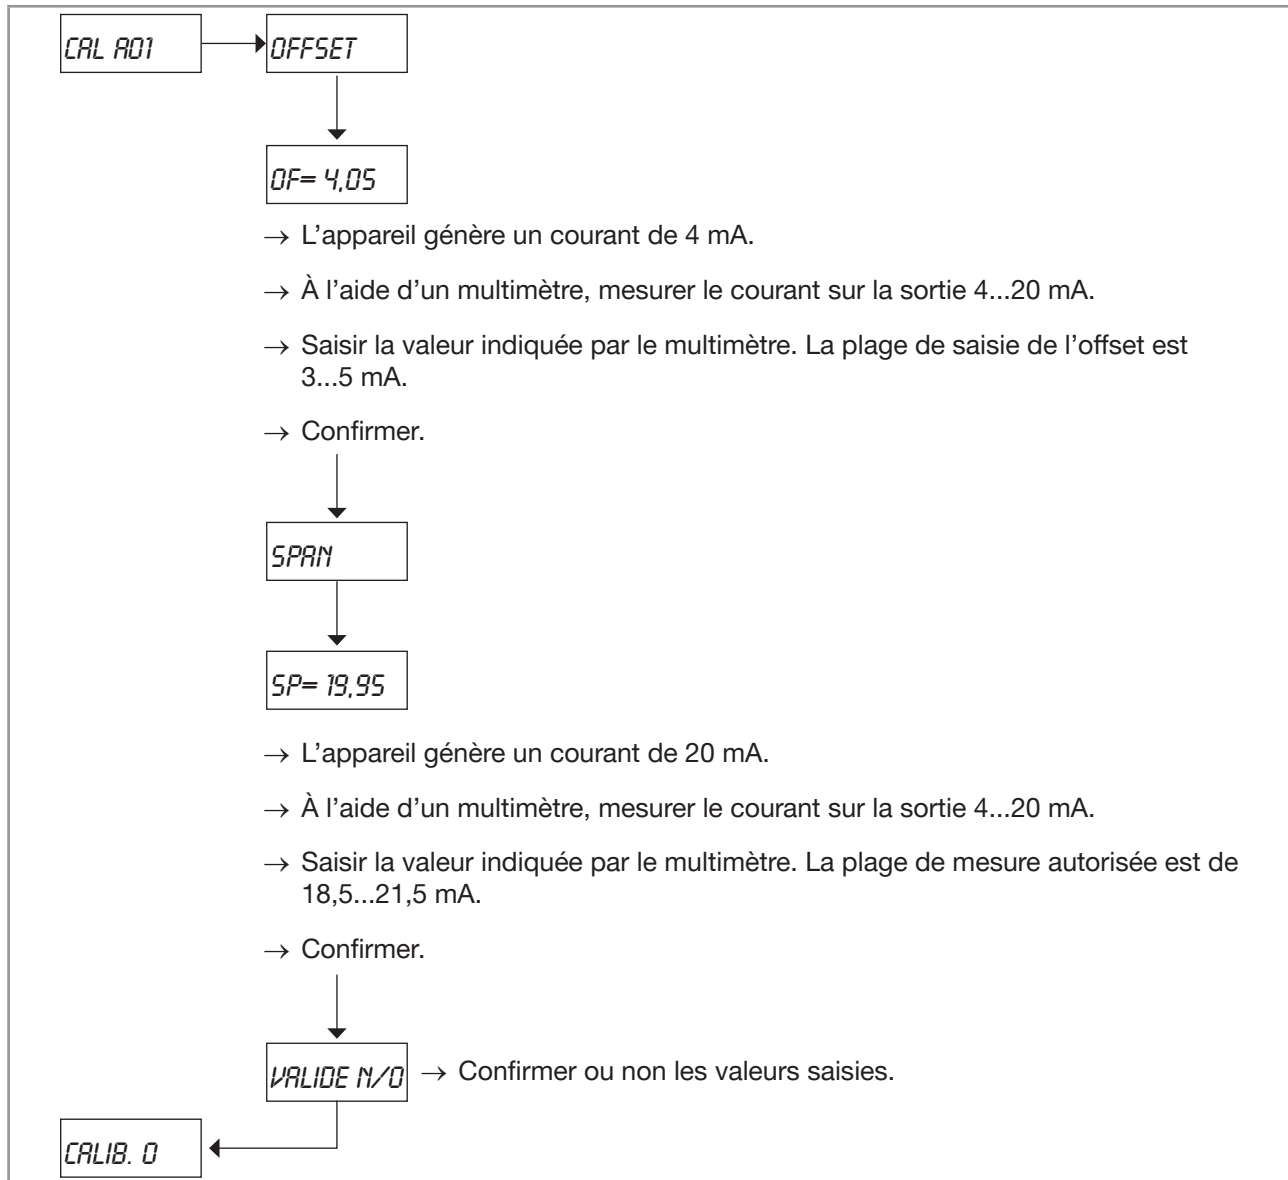 CAL AO1
OFFSET
OF= 4,05
→ L’appareil génère un courant de 4 mA.
→ À l’aide d’un multimètre, mesurer le courant sur la sortie 4...20 mA.
→ Saisir la valeur indiquée par le multimètre. La plage de saisie de l’offset est
3...5 mA.
→ Confirmer.
SPAN
SP= 19,95
→ L’appareil génère un courant de 20 mA.
→ À l’aide d’un multimètre, mesurer le courant sur la sortie 4...20 mA.
→ Saisir la valeur indiquée par le multimètre. La plage de mesure autorisée est de
18,5...21,5 mA.
→ Confirmer.
VALIDE N/O
→ Confirmer ou non les valeurs saisies.
CALIB. O